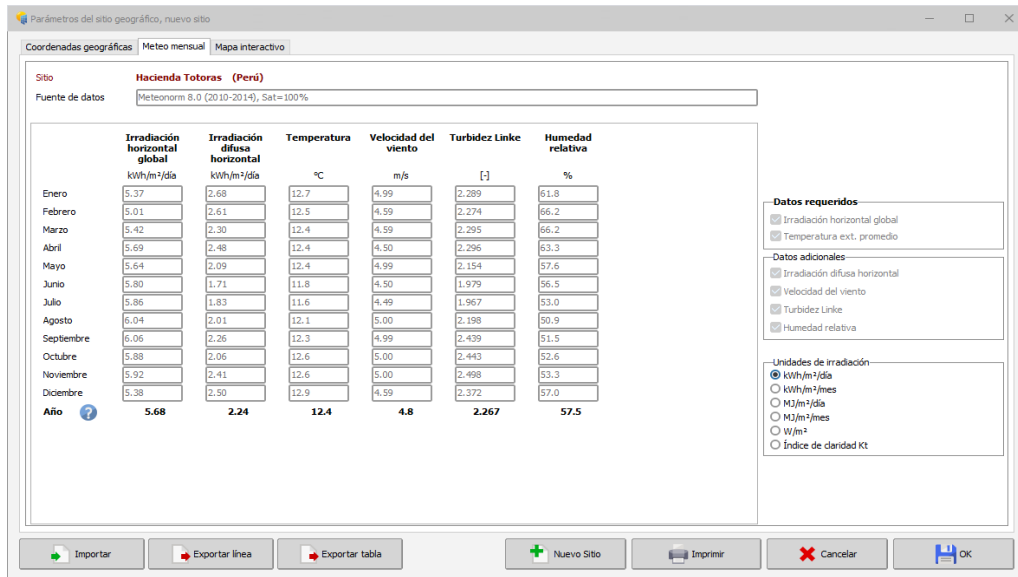 Parámetros del sitio geográfico, nuevo sitio
Coordenadas geográficas Meteo mensual Mapa interactivo
Sitio Hacienda Totoras (Perú)
Fuente de datos Meteonorm 8.0 (2010-2014), Sat=100%
Irradiación horizontal global Irradiación difusa horizontal Temperatura Velocidad del viento Turbidez Linke Humedad relativa
kWh/m²/día kWh/m²/día °C m/s [-] %
Enero 5.37 2.68 12.7 4.99 2.289 61.8
Febrero 5.01 2.61 12.5 4.59 2.274 66.2
Marzo 5.42 2.30 12.4 4.59 2.295 66.2
Abril 5.69 2.48 12.4 4.50 2.296 63.3
Mayo 5.64 2.09 12.4 4.99 2.154 57.6
Junio 5.80 1.71 11.8 4.50 1.979 56.5
Julio 5.86 1.83 11.6 4.49 1.967 53.0
Agosto 6.04 2.01 12.1 5.00 2.198 50.9
Septiembre 6.06 2.26 12.3 4.99 2.439 51.5
Octubre 5.88 2.06 12.6 5.00 2.443 52.6
Noviembre 5.92 2.41 12.6 5.00 2.498 53.3
Diciembre 5.38 2.50 12.9 4.59 2.372 57.0
Año ? 5.68 2.24 12.4 4.8 2.267 57.5
Datos requeridos
Irradiación horizontal global
Temperatura ext. promedio
Datos adicionales
Irradiación difusa horizontal
Velocidad del viento
Turbidez Linke
Humedad relativa
Unidades de irradiación
kWh/m²/día
kWh/m²/mes
MJ/m²/día
MJ/m²/mes
W/m²
Índice de claridad Kt
Importar Exportar línea Exportar tabla Nuevo Sitio Imprimir Cancelar OK